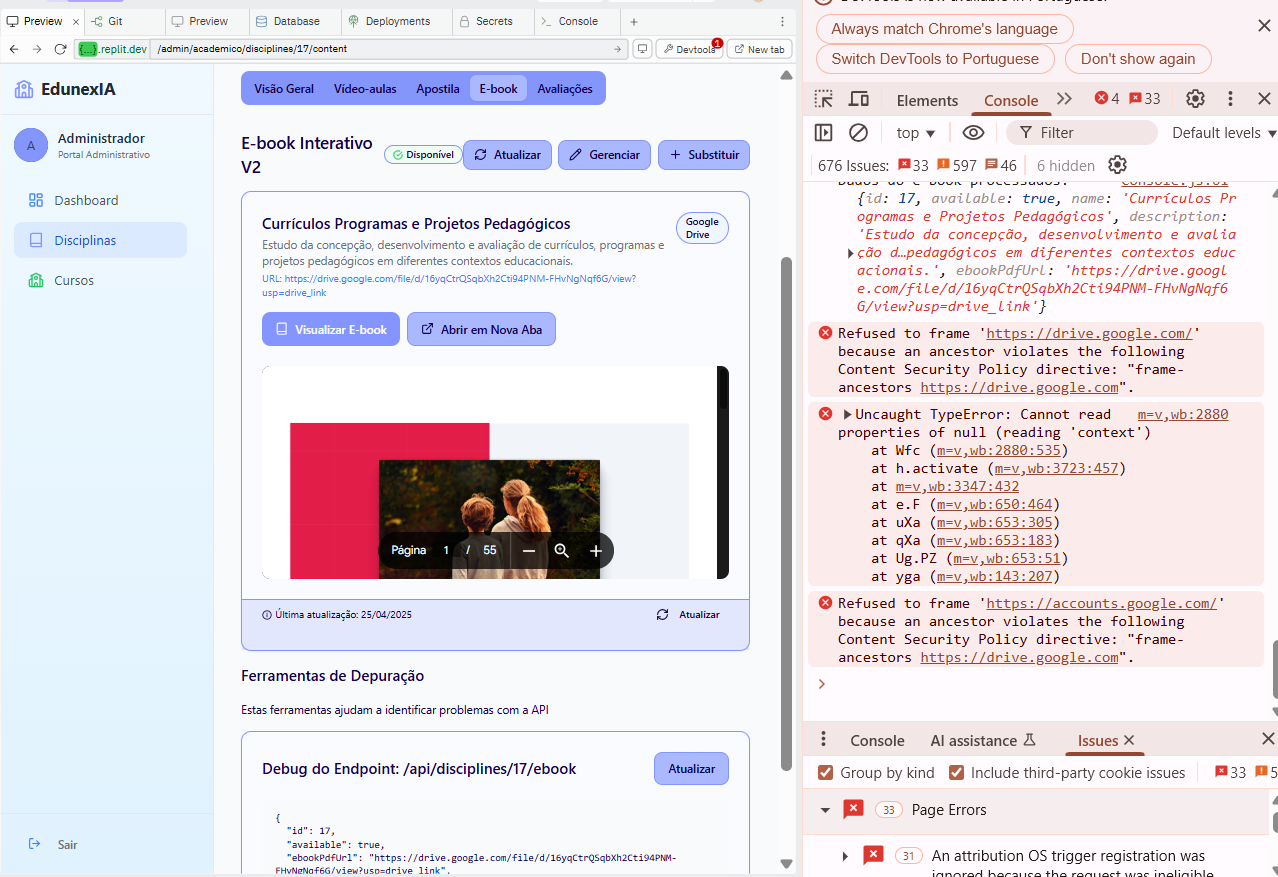 Preview
Git
Preview
Database
Deployments
Secrets
Console
{...}.replit.dev
/admin/academico/disciplines/17/content
Devtools
1
New tab
EdunexIA
A
Administrador
Portal Administrativo
Dashboard
Disciplinas
Cursos
Sair
Visão Geral
Vídeo-aulas
Apostila
E-book
Avaliações
E-book Interativo
V2
Disponível
Atualizar
Gerenciar
Substituir
Currículos Programas e Projetos Pedagógicos
Google
Drive
Estudo da concepção, desenvolvimento e avaliação de currículos, programas e
projetos pedagógicos em diferentes contextos educacionais.
URL: https://drive.google.com/file/d/16yqCtrQSqbXh2Cti94PNM-FHvNgNqf6G/view?
usp=drive_link
Visualizar E-book
Abrir em Nova Aba
Página 1 / 55
Última atualização: 25/04/2025
Atualizar
Ferramentas de Depuração
Estas ferramentas ajudam a identificar problemas com a API
Debug do Endpoint: /api/disciplines/17/ebook
Atualizar
{
"id": 17,
"available": true,
"ebookPdfUrl": "https://drive.google.com/file/d/16yqCtrQSqbXh2Cti94PNM-
FHvNgNqf6G/view?usp=drive_link",
DevTools is now available in Portuguese.
Always match Chrome's language
Switch DevTools to Portuguese
Don't show again
Elements
Console
4
33
top
Filter
Default levels
676 Issues:
33
597
46
6 hidden
Dados do e-book processados:
Console.js:61
{id: 17, available: true, name: 'Currículos Pr
ogramas e Projetos Pedagógicos', description:
'Estudo da concepção, desenvolvimento e avalia
ção d…pedagógicos em diferentes contextos educ
acionais.', ebookPdfUrl: 'https://drive.googl
e.com/file/d/16yqCtrQSqbXh2Cti94PNM-FHvNgNqf6
G/view?usp=drive_link'}
Refused to frame 'https://drive.google.com/'
because an ancestor violates the following
Content Security Policy directive: "frame-
ancestors https://drive.google.com".
Uncaught TypeError: Cannot read
m=v,wb:2880
properties of null (reading 'context')
at Wfc (m=v,wb:2880:535)
at h.activate (m=v,wb:3723:457)
at m=v,wb:3347:432
at e.F (m=v,wb:650:464)
at uXa (m=v,wb:653:305)
at qXa (m=v,wb:653:183)
at Ug.PZ (m=v,wb:653:51)
at yga (m=v,wb:143:207)
Refused to frame 'https://accounts.google.com/'
because an ancestor violates the following
Content Security Policy directive: "frame-
ancestors https://drive.google.com".
Console
AI assistance
Issues
Group by kind
Include third-party cookie issues
33
5
33
Page Errors
31
An attribution OS trigger registration was
ignored because the request was ineligible